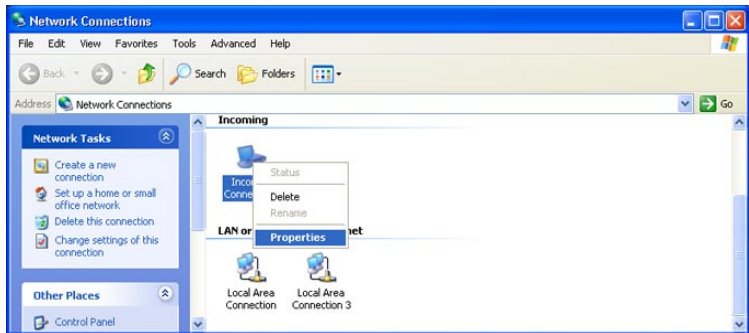 Network Connections
File Edit View Favorites Tools Advanced Help
Back Search Folders
Address Network Connections Go
Network Tasks
Create a new
connection
Set up a home or small
office network
Delete this connection
Change settings of this
connection
Other Places
Control Panel
Incoming
Status
Delete
Rename
Properties
LAN or
Local Area
Connection
Local Area
Connection 3